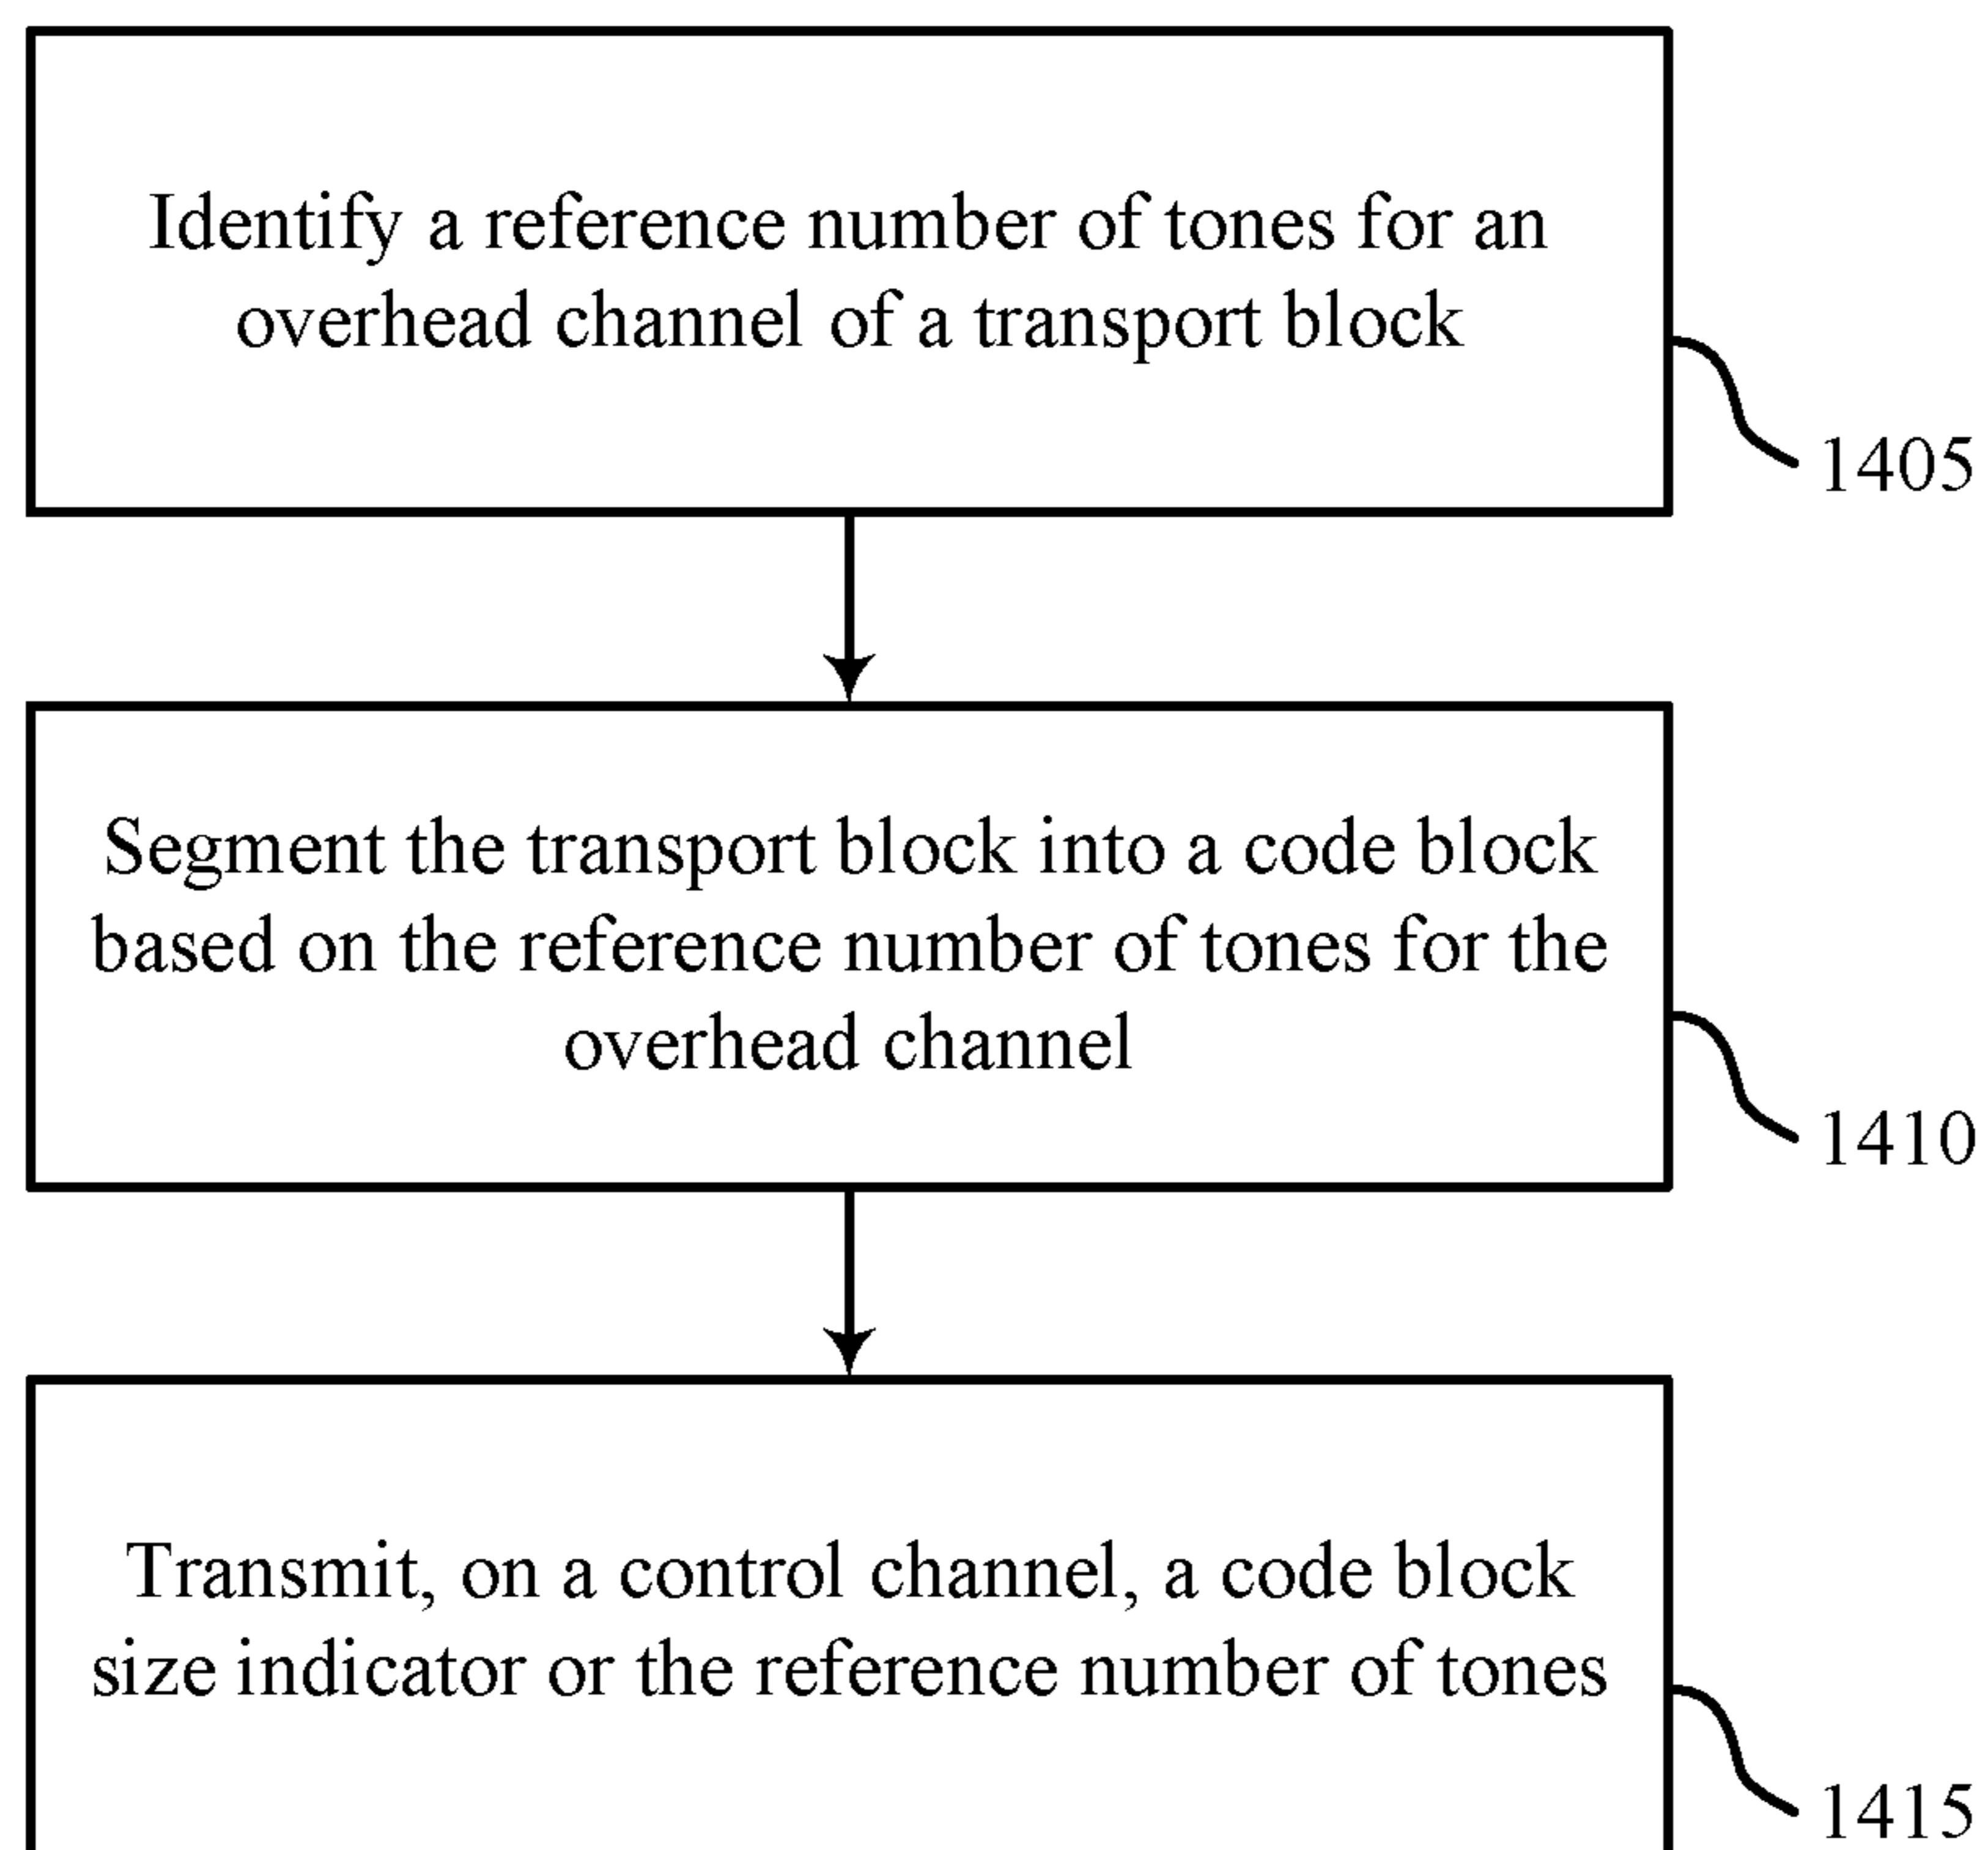 Identify a reference number of tones for an
overhead channel of a transport block
1405
Segment the transport block into a code block
based on the reference number of tones for the
overhead channel
1410
Transmit, on a control channel, a code block
size indicator or the reference number of tones
1415